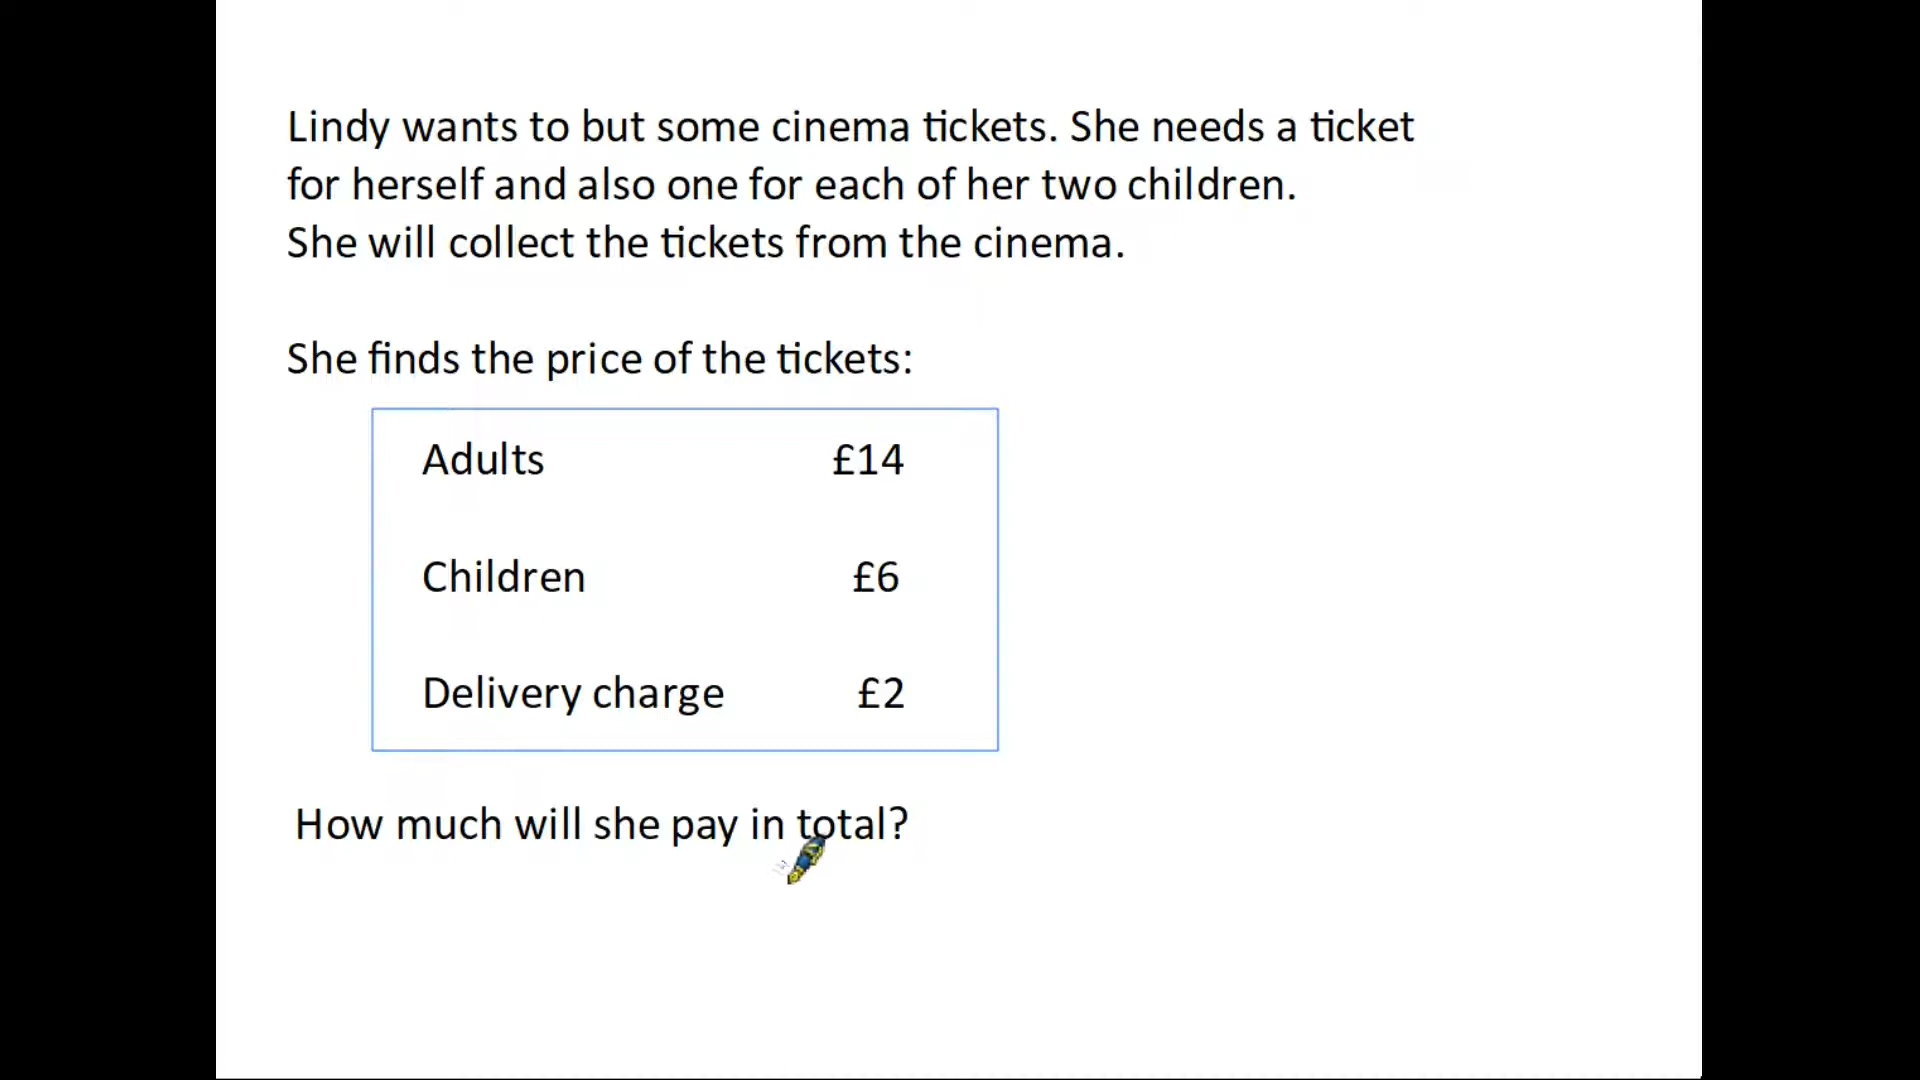 Lindy wants to but some cinema tickets. She needs a ticket
for herself and also one for each of her two children.
She will collect the tickets from the cinema.
She finds the price of the tickets:
Adults £14
Children £6
Delivery charge £2
How much will she pay in total?